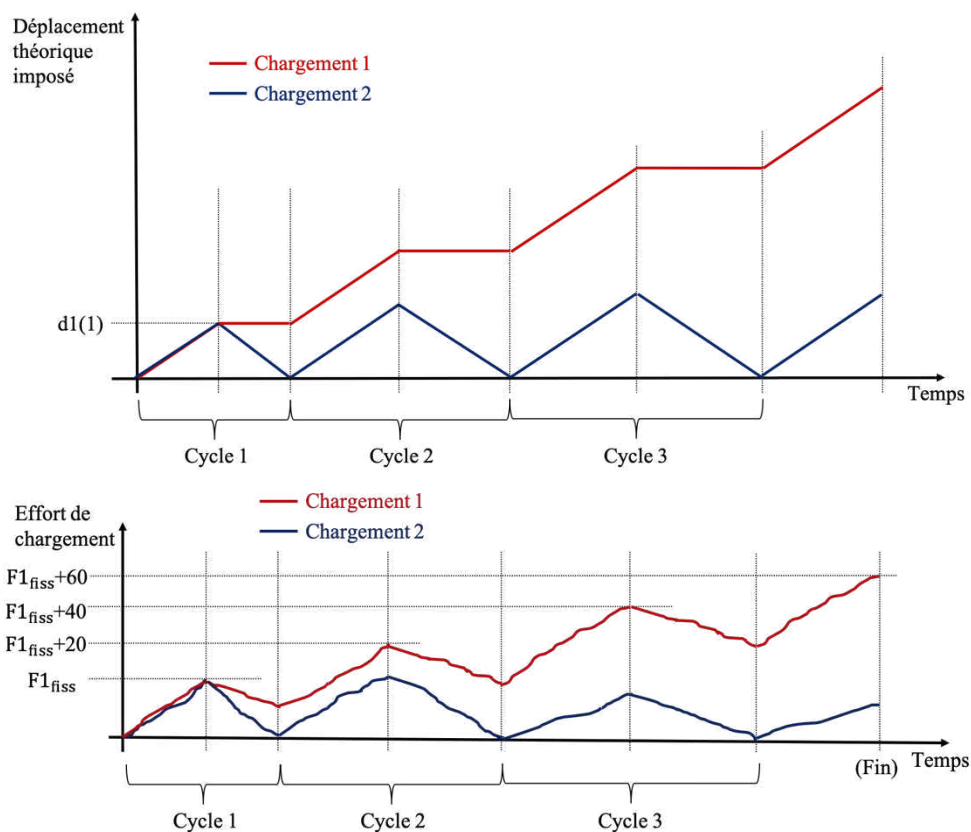 Déplacement
théorique
imposé
Chargement 1
Chargement 2
d1(1)
Temps
Cycle 1
Cycle 2
Cycle 3
Effort de
chargement
Chargement 1
Chargement 2
F1fiss+60
F1fiss+40
F1fiss+20
F1fiss
(Fin)
Temps
Cycle 1
Cycle 2
Cycle 3